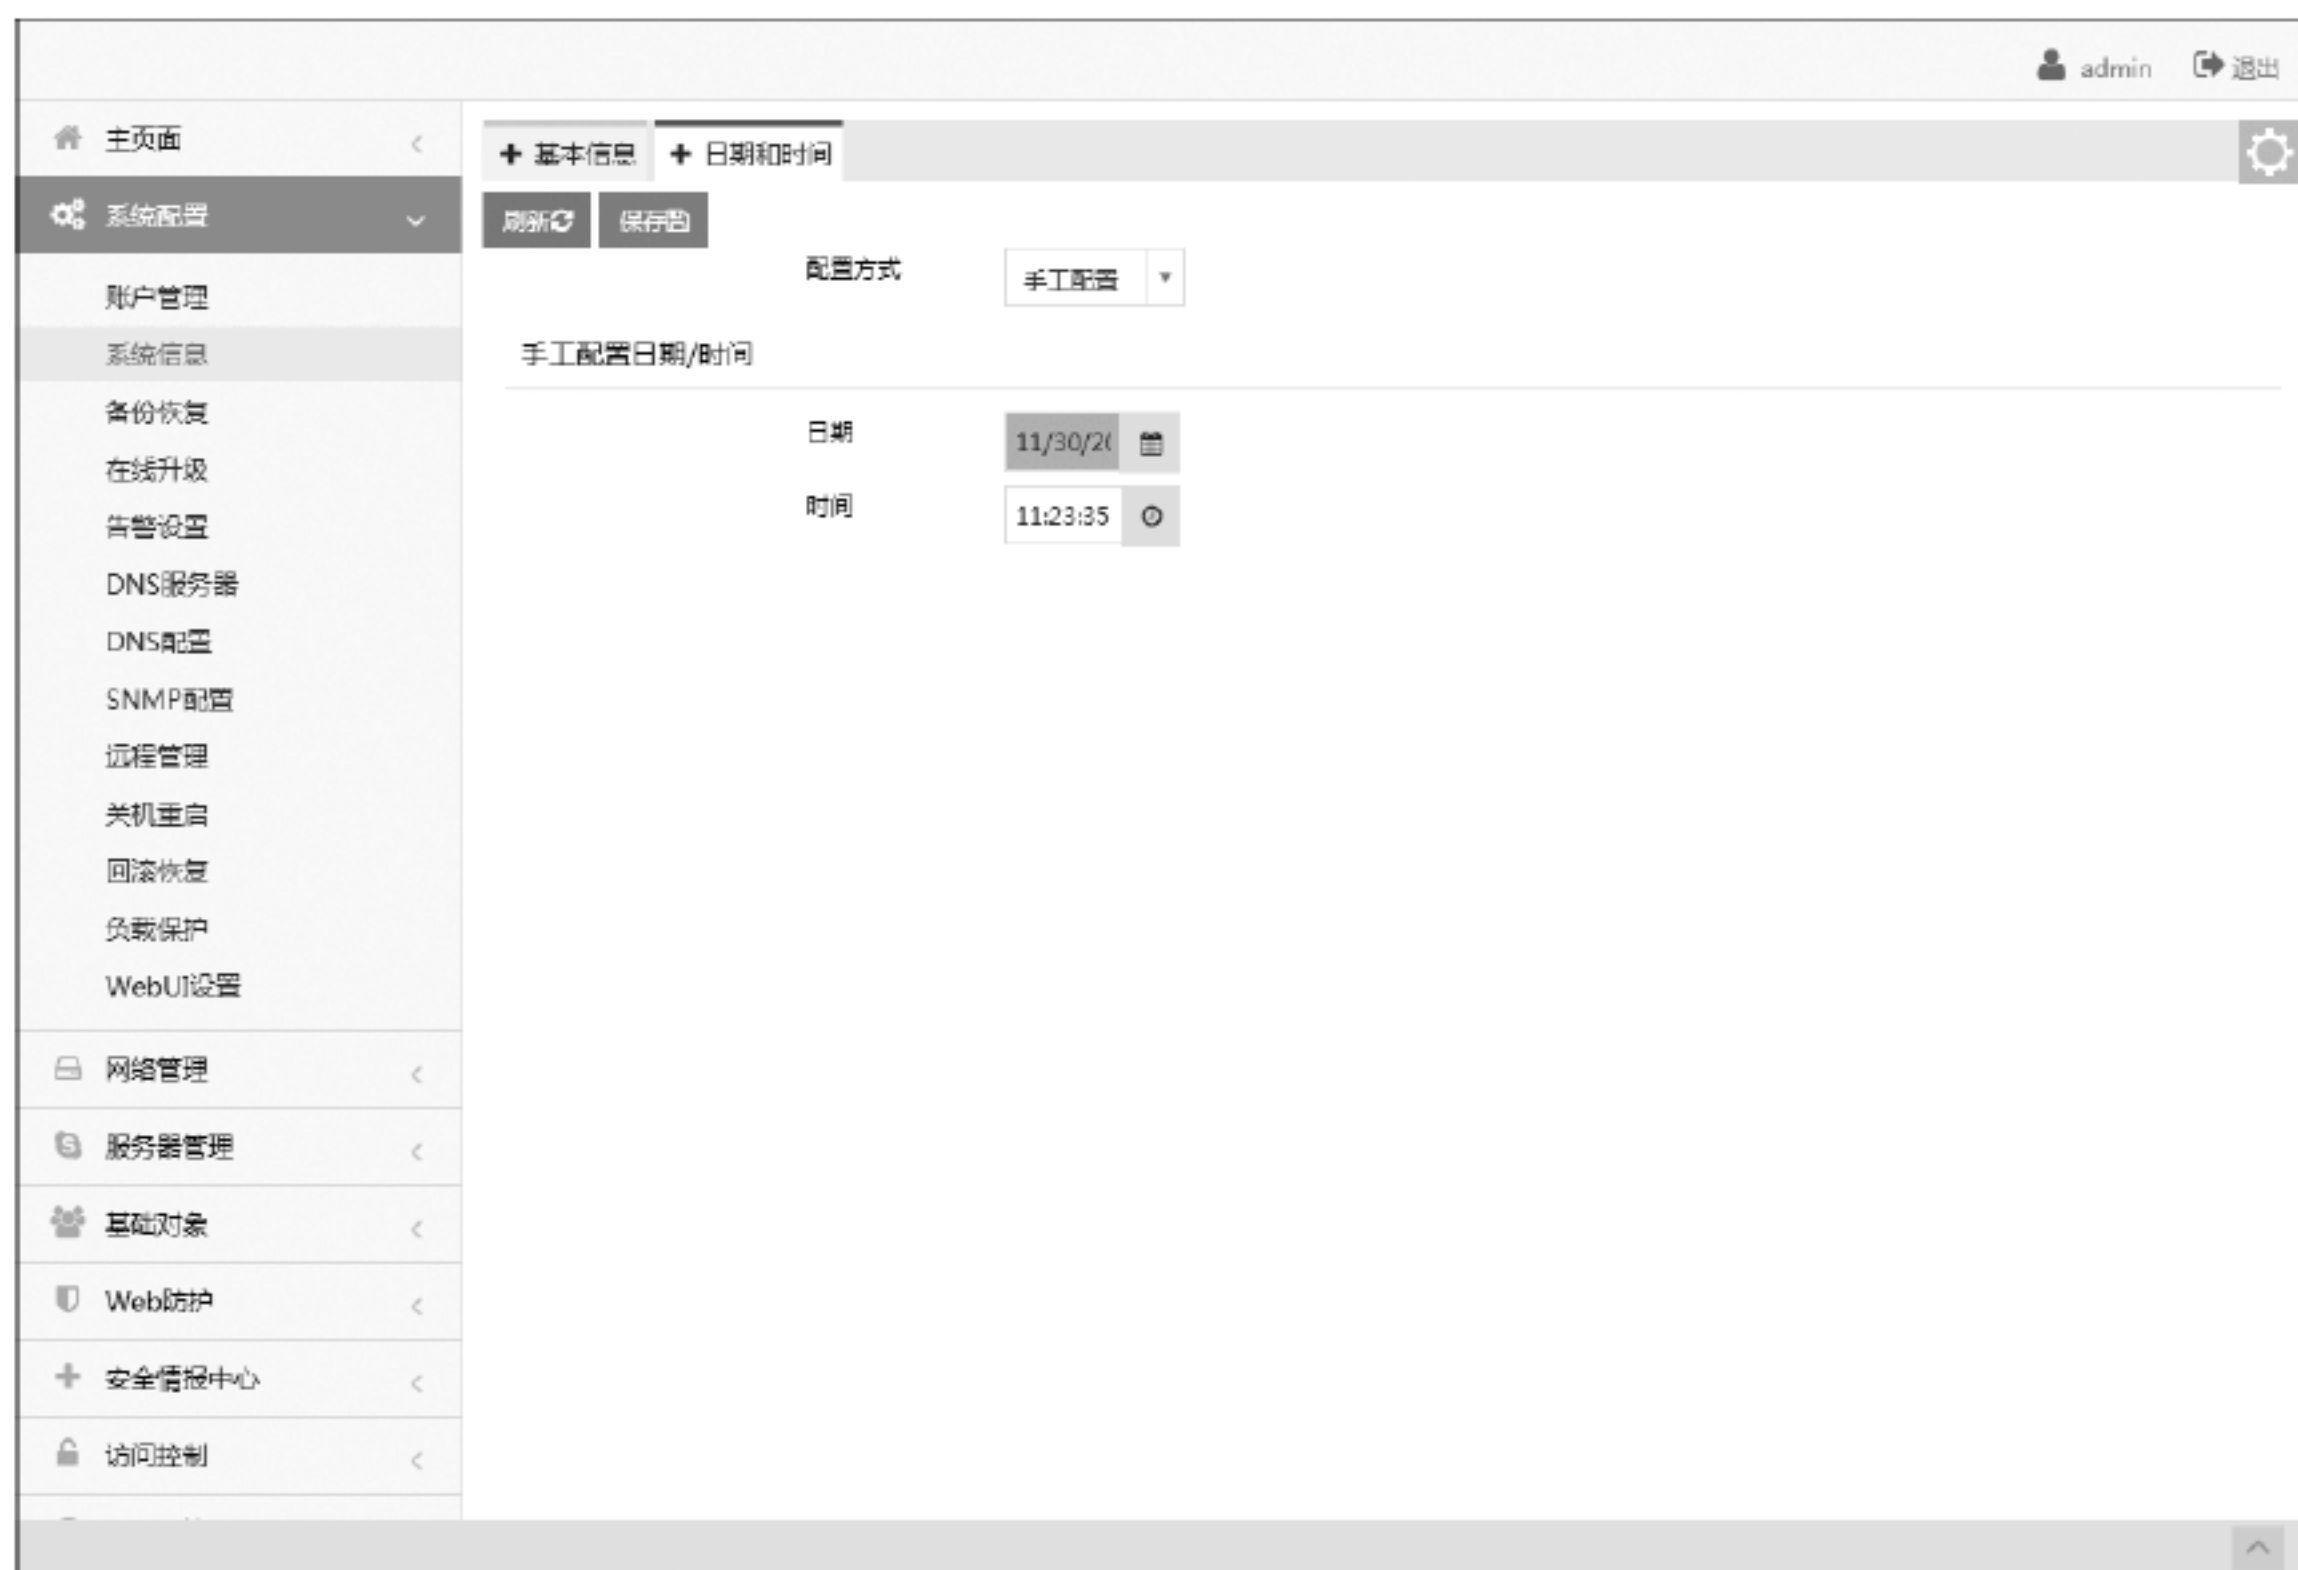 admin 退出
主页面
系统配置
账户管理
系统信息
备份恢复
在线升级
告警设置
DNS服务器
DNS配置
SNMP配置
远程管理
关机重启
回滚恢复
负载保护
WebUI设置
网络管理
服务器管理
基础对象
Web防护
安全情报中心
访问控制
基本信息 日期和时间
刷新 保存
配置方式 手工配置
手工配置日期/时间
日期 11/30/2
时间 11:23:35